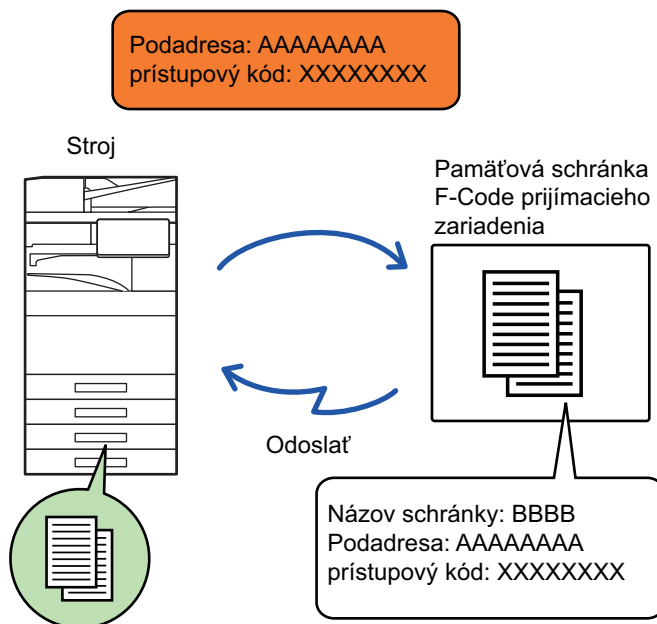 Podadresa: AAAAAAAA
prístupový kód: XXXXXXXX
Stroj
Pamäťová schránka
F-Code prijímacieho
zariadenia
Odoslať
Názov schránky: BBBB
Podadresa: AAAAAAAA
prístupový kód: XXXXXXXX